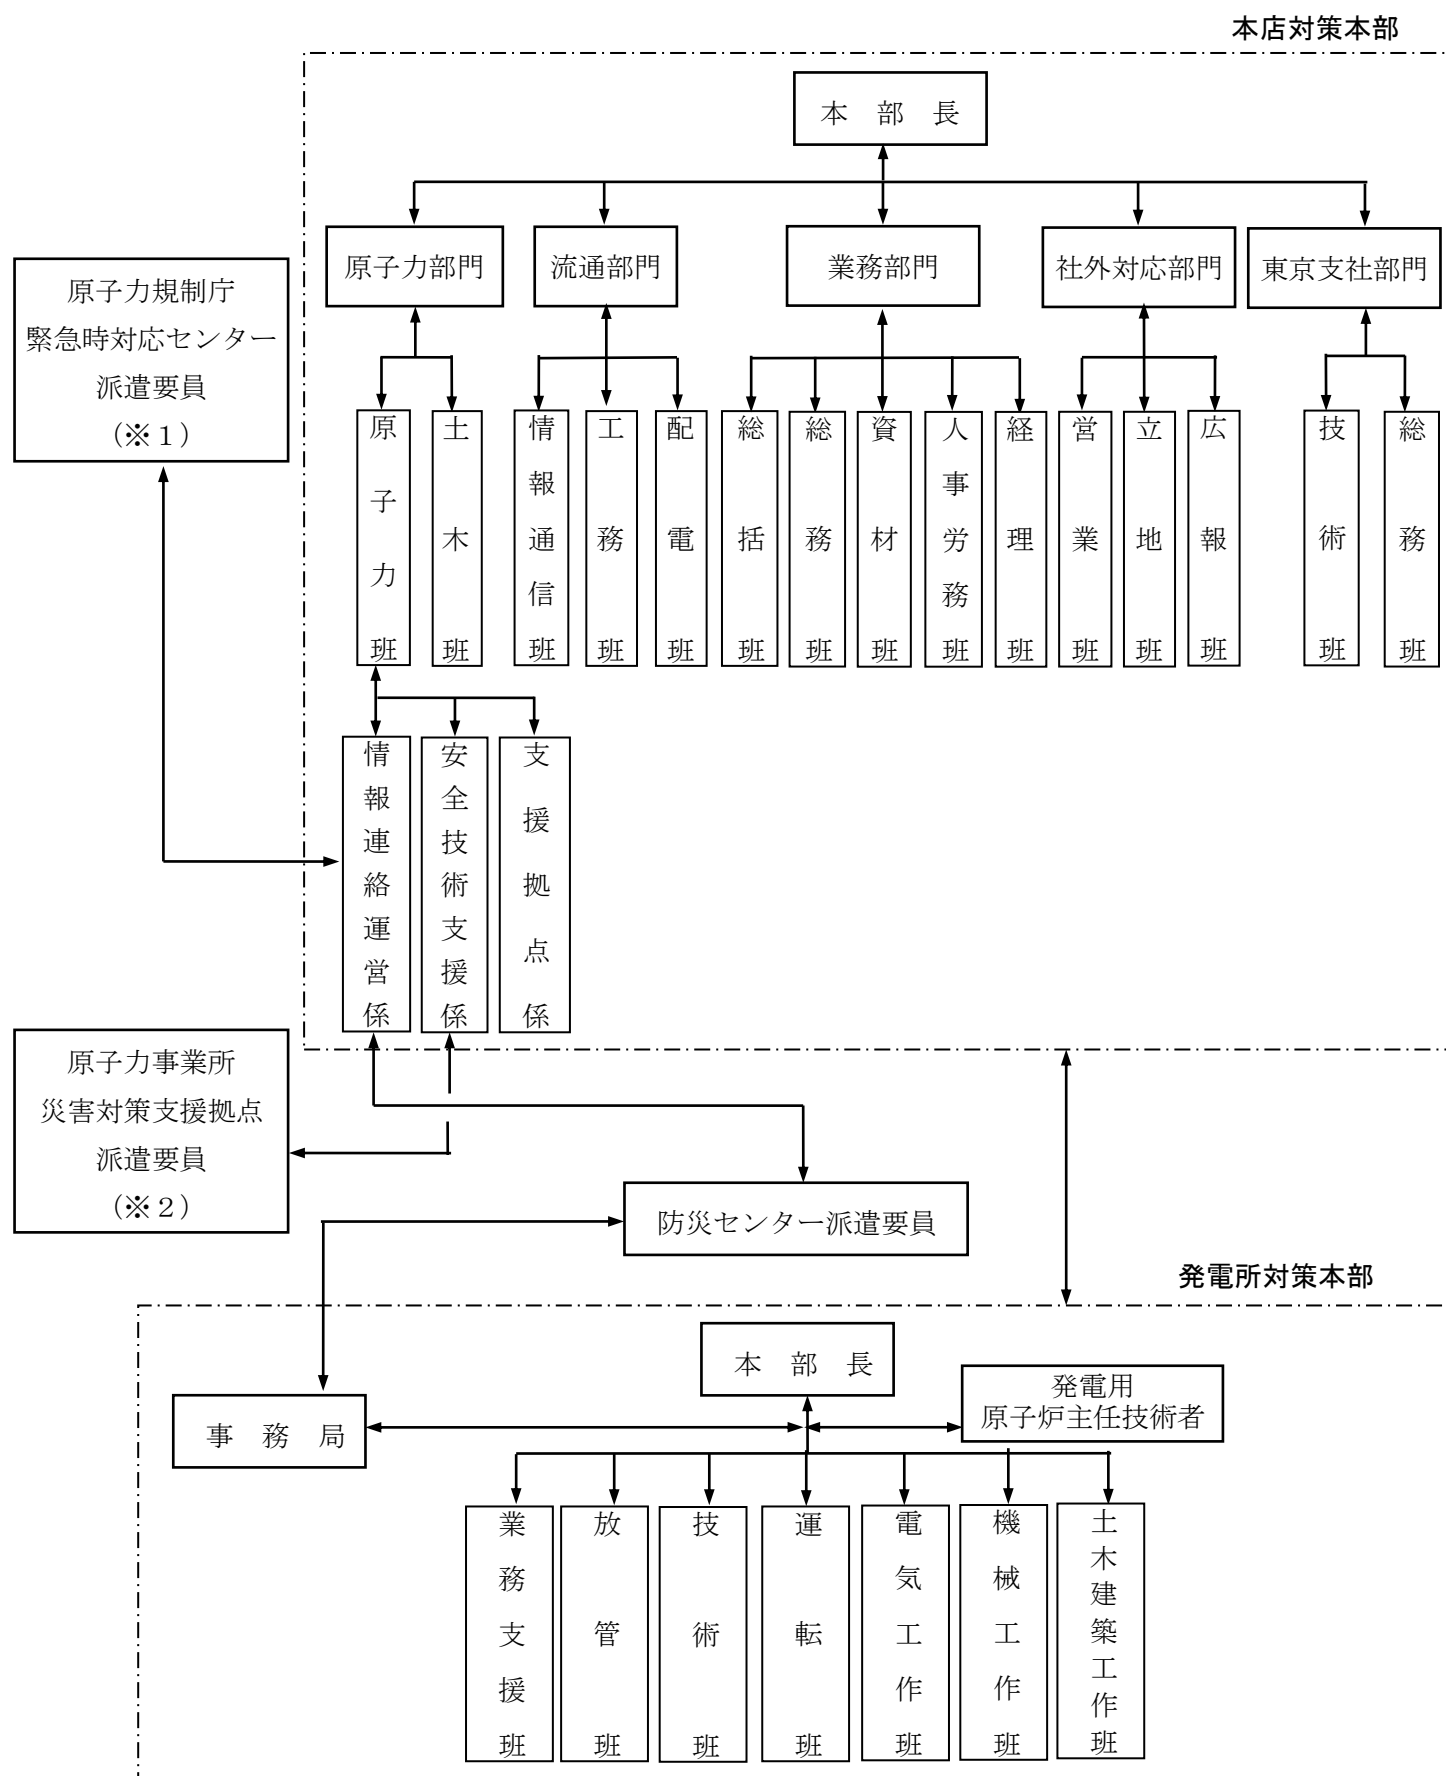 本店対策本部
本部長
原子力部門
流通部門
業務部門
社外対応部門
東京支社部門
原子力規制庁
緊急時対応センター
派遣要員
（※１）
原子力班
土木班
情報通信班
工務班
配電班
総括班
総務班
資材班
人事労務班
経理班
営業班
立地班
広報班
技術班
総務班
情報連絡運営係
安全技術支援係
支援拠点係
原子力事業所
災害対策支援拠点
派遣要員
（※２）
防災センター派遣要員
発電所対策本部
本部長
発電用
原子炉主任技術者
事務局
業務支援班
放管班
技術班
運転班
電気工作班
機械工作班
土木建築工作班